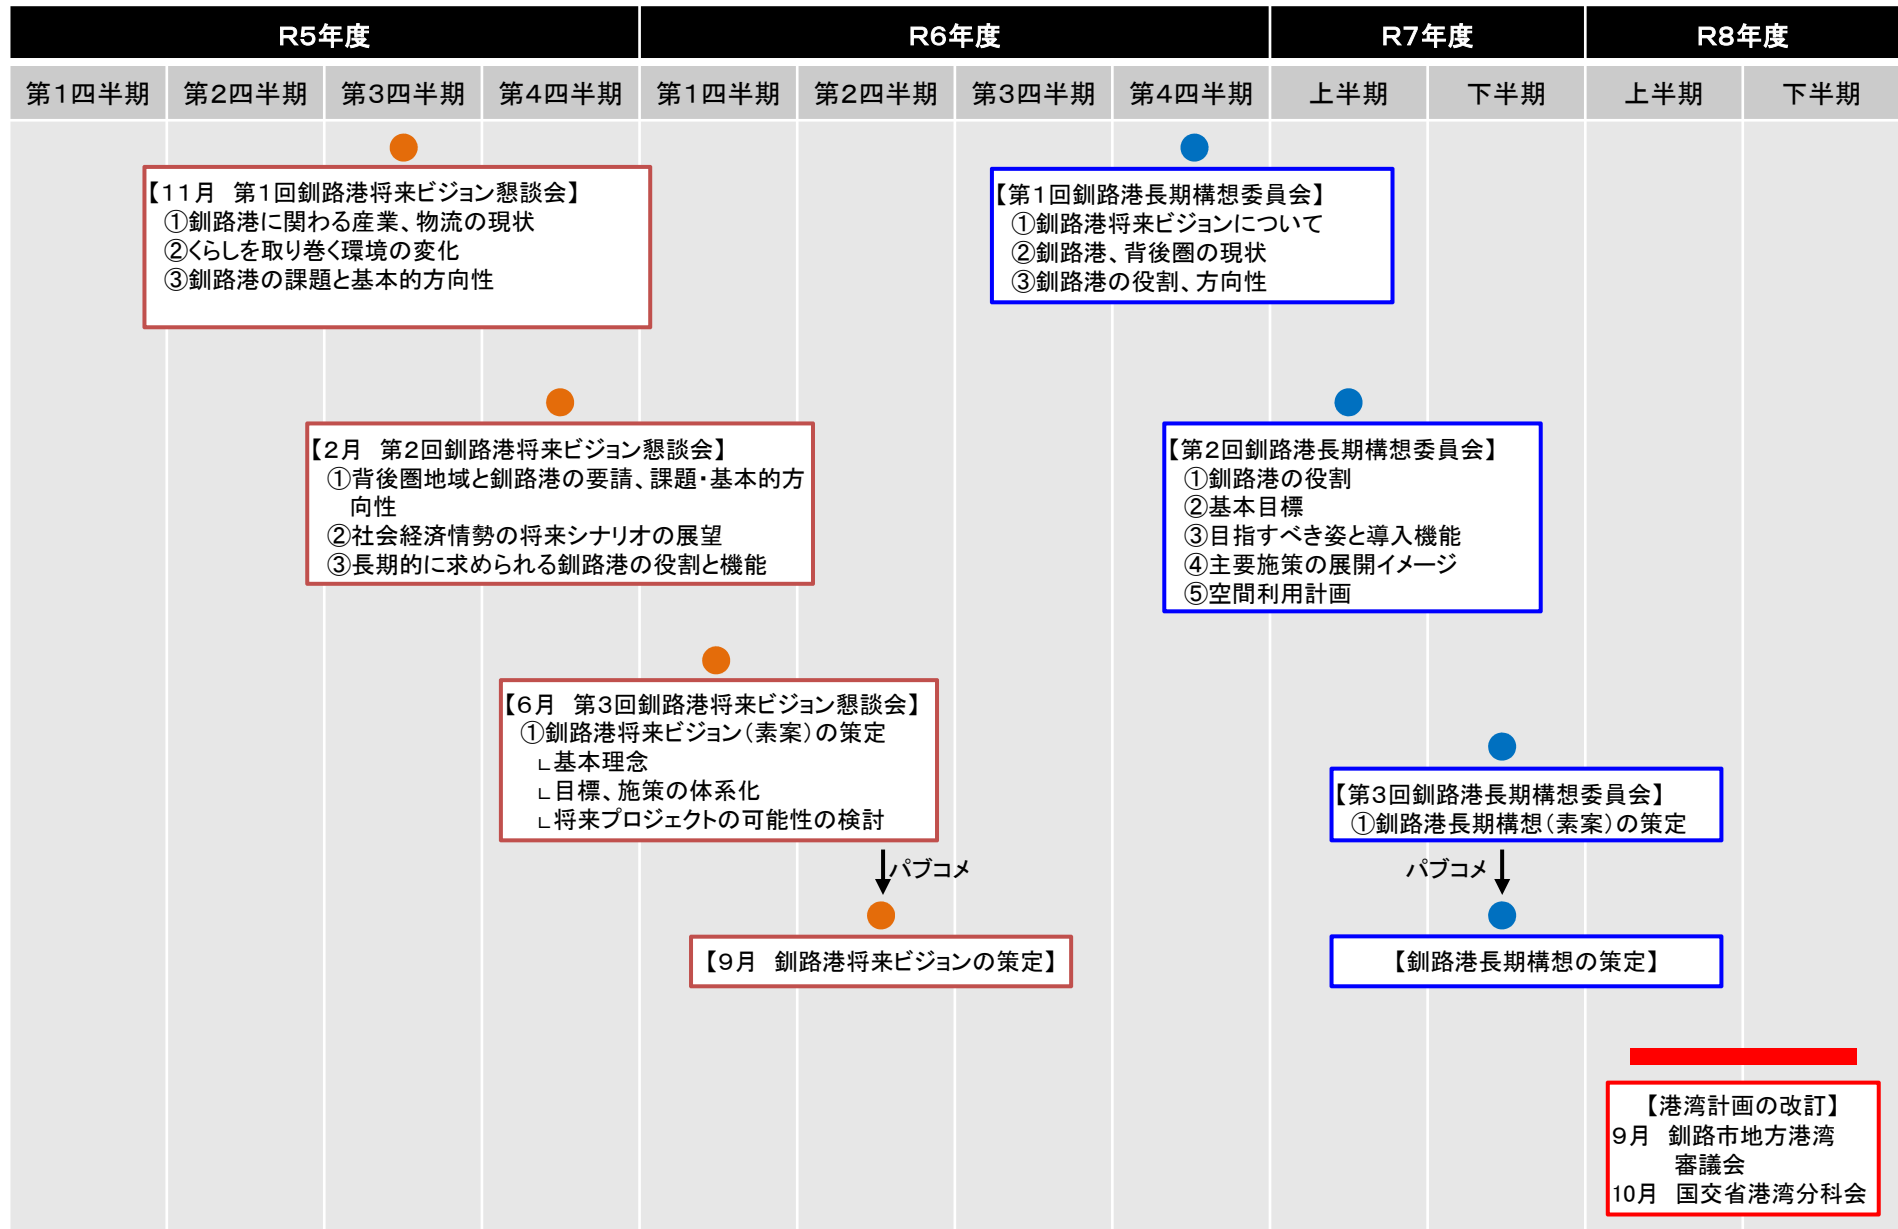 R5年度
R6年度
R7年度
R8年度
第1四半期
第2四半期
第3四半期
第4四半期
第1四半期
第2四半期
第3四半期
第4四半期
上半期
下半期
上半期
下半期
【11月　第1回釧路港将来ビジョン懇談会】
①釧路港に関わる産業、物流の現状
②くらしを取り巻く環境の変化
③釧路港の課題と基本的方向性
【第1回釧路港長期構想委員会】
①釧路港将来ビジョンについて
②釧路港、背後圏の現状
③釧路港の役割、方向性
【2月　第2回釧路港将来ビジョン懇談会】
①背後圏地域と釧路港の要請、課題・基本的方
向性
②社会経済情勢の将来シナリオの展望
③長期的に求められる釧路港の役割と機能
【第2回釧路港長期構想委員会】
①釧路港の役割
②基本目標
③目指すべき姿と導入機能
④主要施策の展開イメージ
⑤空間利用計画
【6月　第3回釧路港将来ビジョン懇談会】
①釧路港将来ビジョン（素案）の策定
∟基本理念
∟目標、施策の体系化
∟将来プロジェクトの可能性の検討
【第3回釧路港長期構想委員会】
①釧路港長期構想（素案）の策定
パブコメ
パブコメ
【9月　釧路港将来ビジョンの策定】
【釧路港長期構想の策定】
【港湾計画の改訂】
9月　釧路市地方港湾
審議会
10月　国交省港湾分科会